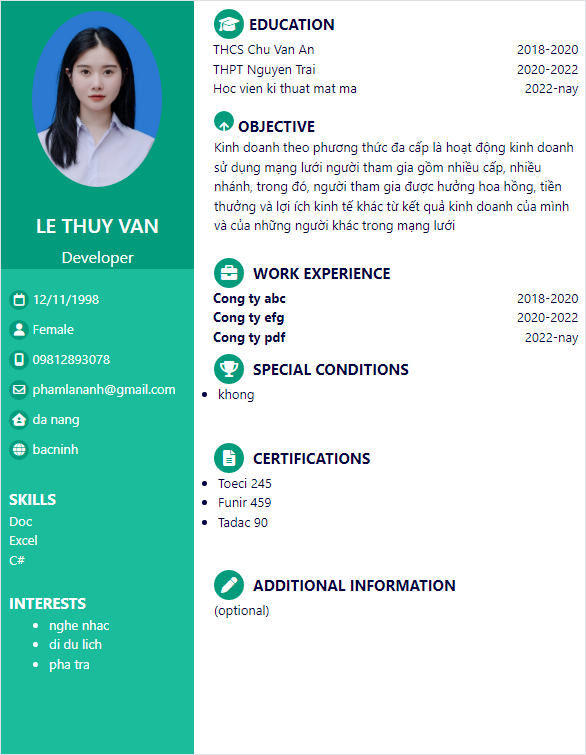 LE THUY VAN
Developer
12/11/1998
Female
09812893078
phamlananh@gmail.com
da nang
bacninh
SKILLS
Doc
Excel
C#
INTERESTS
nghe nhac
di du lich
pha tra
EDUCATION
THCS Chu Van An 2018-2020
THPT Nguyen Trai 2020-2022
Hoc vien ki thuat mat ma 2022-nay
OBJECTIVE
Kinh doanh theo phương thức đa cấp là hoạt động kinh doanh
sử dụng mạng lưới người tham gia gồm nhiều cấp, nhiều
nhánh, trong đó, người tham gia được hưởng hoa hồng, tiền
thưởng và lợi ích kinh tế khác từ kết quả kinh doanh của mình
và của những người khác trong mạng lưới
WORK EXPERIENCE
Cong ty abc 2018-2020
Cong ty efg 2020-2022
Cong ty pdf 2022-nay
SPECIAL CONDITIONS
khong
CERTIFICATIONS
Toeci 245
Funir 459
Tadac 90
ADDITIONAL INFORMATION
(optional)